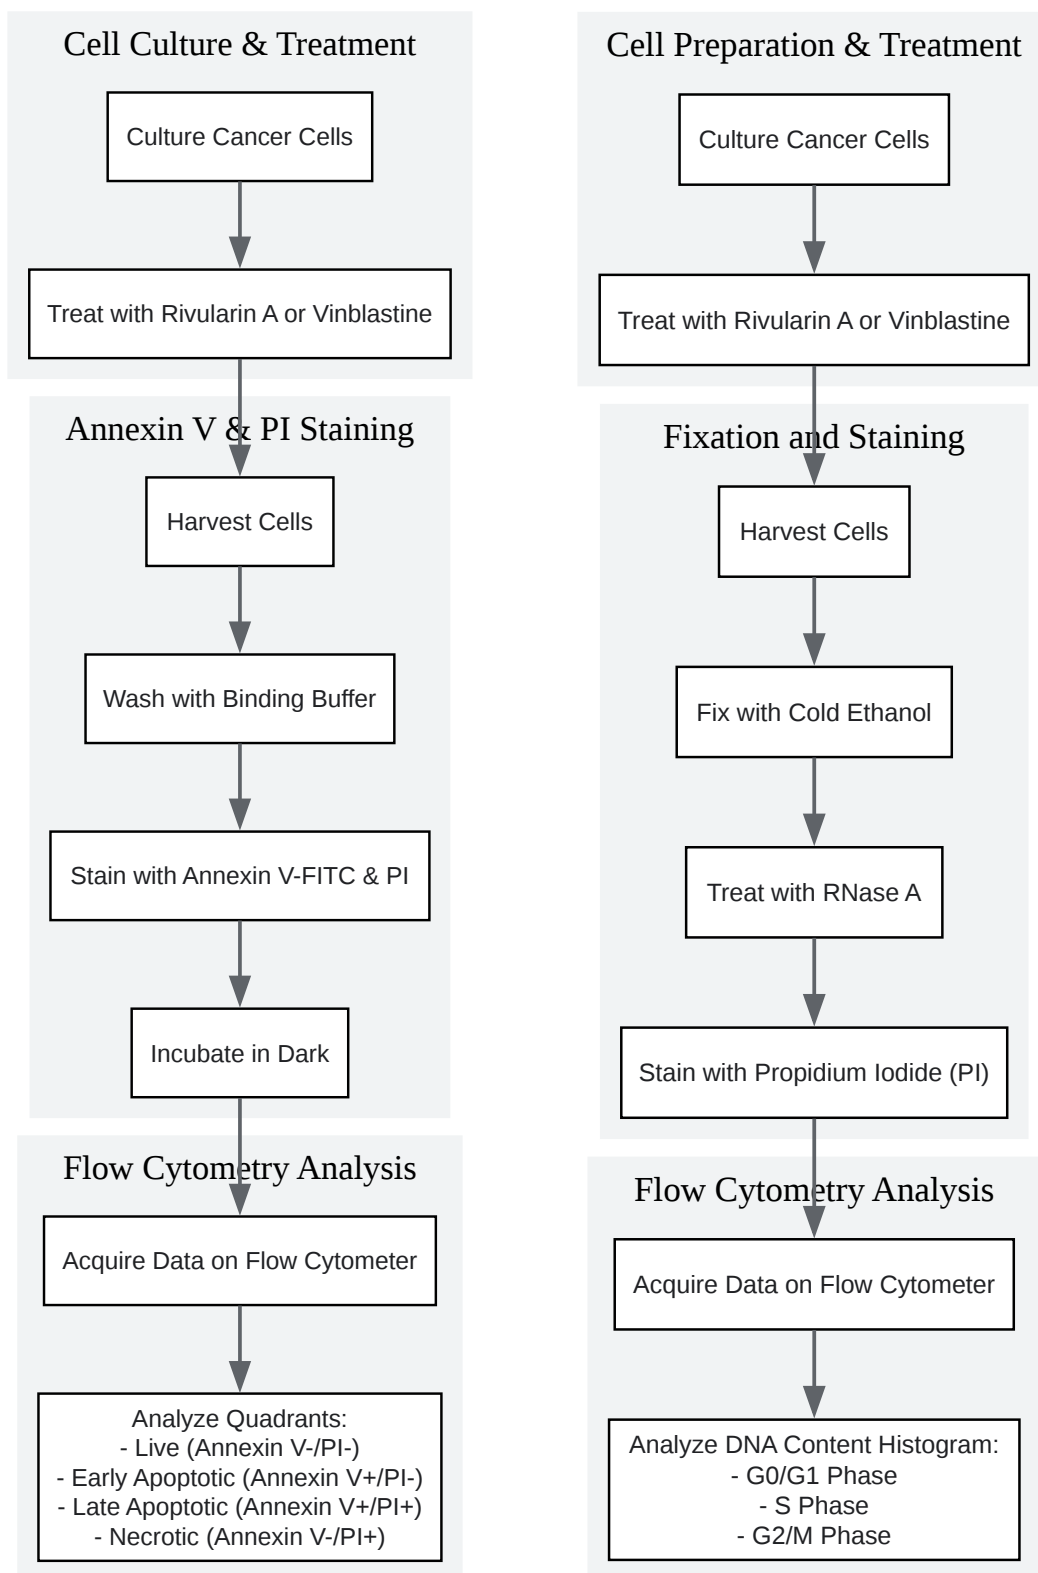 Cell Culture & Treatment
Culture Cancer Cells
Treat with Rivularin A or Vinblastine
Annexin V & PI Staining
Harvest Cells
Wash with Binding Buffer
Stain with Annexin V-FITC & PI
Incubate in Dark
Flow Cytometry Analysis
Acquire Data on Flow Cytometer
Analyze Quadrants:
- Live (Annexin V-/PI-)
- Early Apoptotic (Annexin V+/PI-)
- Late Apoptotic (Annexin V+/PI+)
- Necrotic (Annexin V-/PI+)
Cell Preparation & Treatment
Culture Cancer Cells
Treat with Rivularin A or Vinblastine
Fixation and Staining
Harvest Cells
Fix with Cold Ethanol
Treat with RNase A
Stain with Propidium Iodide (PI)
Flow Cytometry Analysis
Acquire Data on Flow Cytometer
Analyze DNA Content Histogram:
- G0/G1 Phase
- S Phase
- G2/M Phase